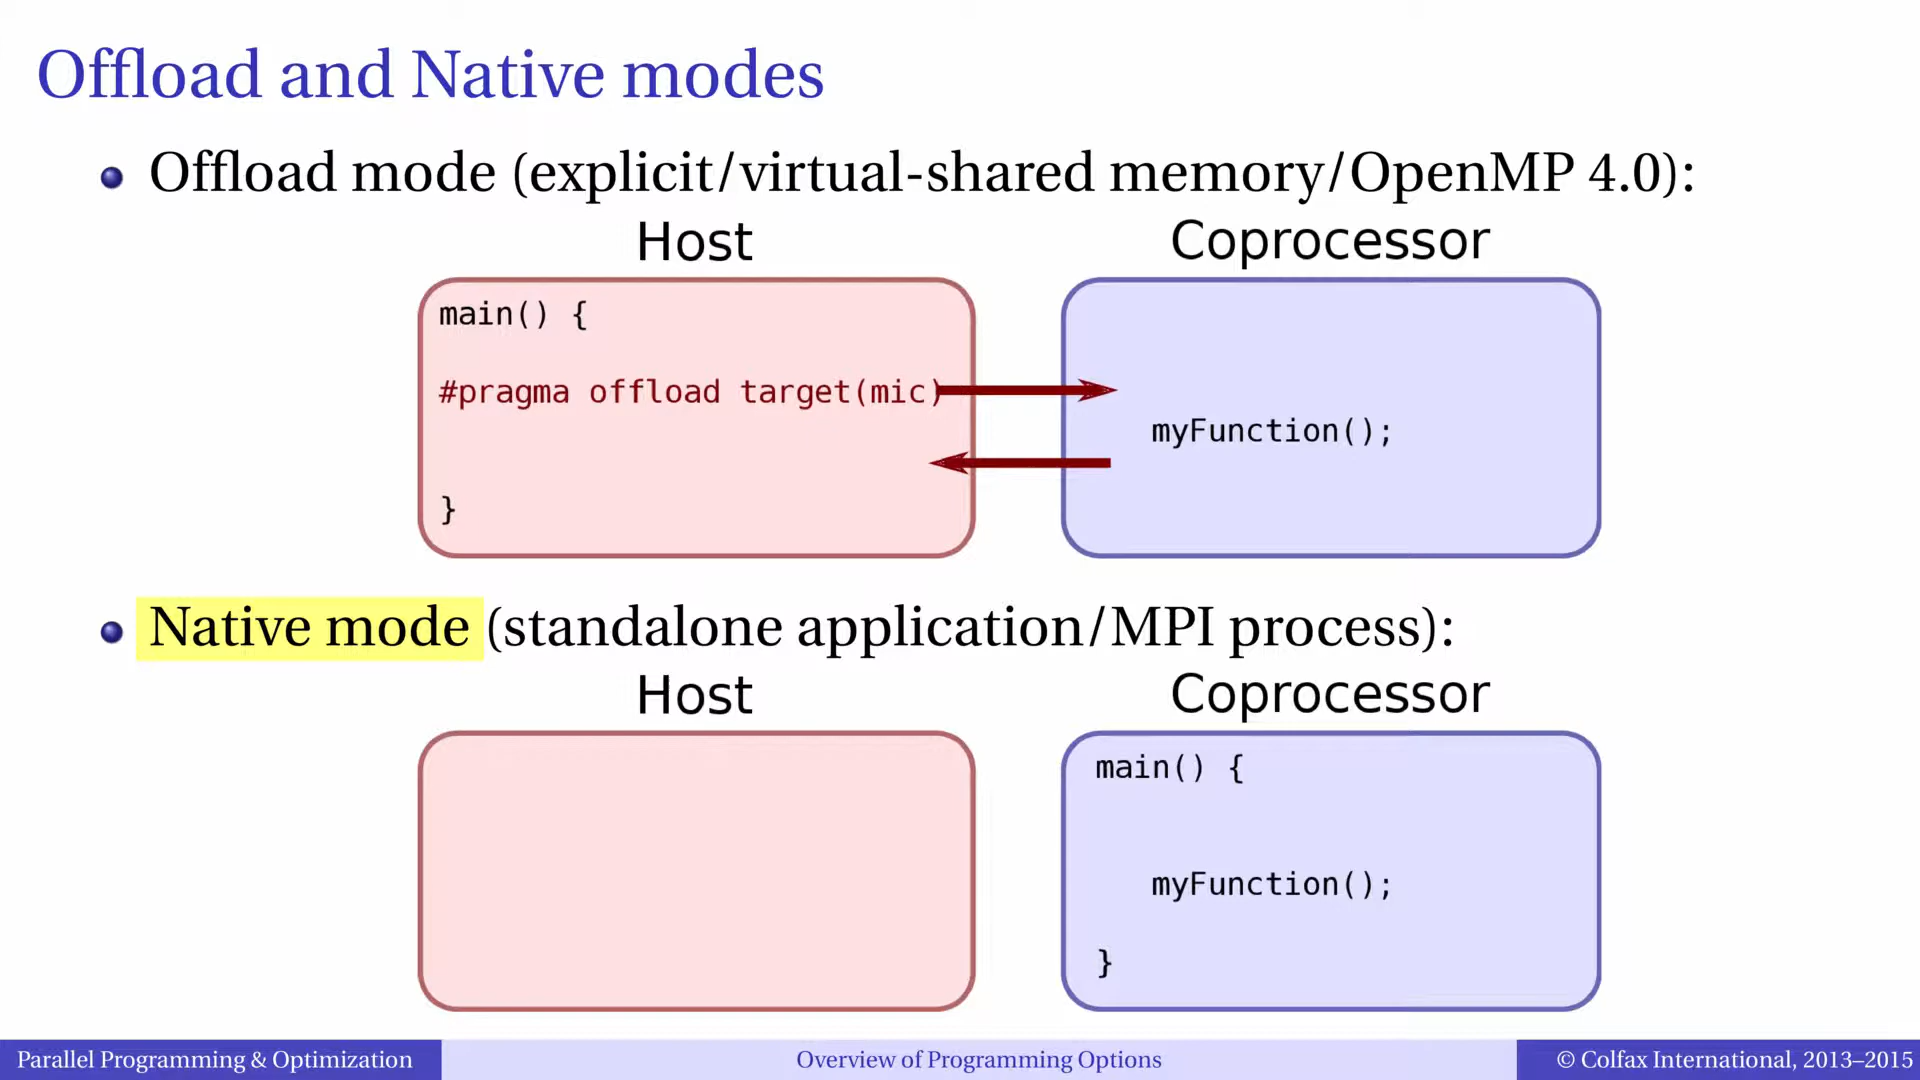 Offload and Native modes
Offload mode (explicit/virtual-shared memory/OpenMP 4.0):
Host
Coprocessor
main() {
#pragma offload target(mic)
}
myFunction();
Native mode (standalone application/MPI process):
Host
Coprocessor
main() {
myFunction();
}
Parallel Programming & Optimization
Overview of Programming Options
© Colfax International, 2013–2015